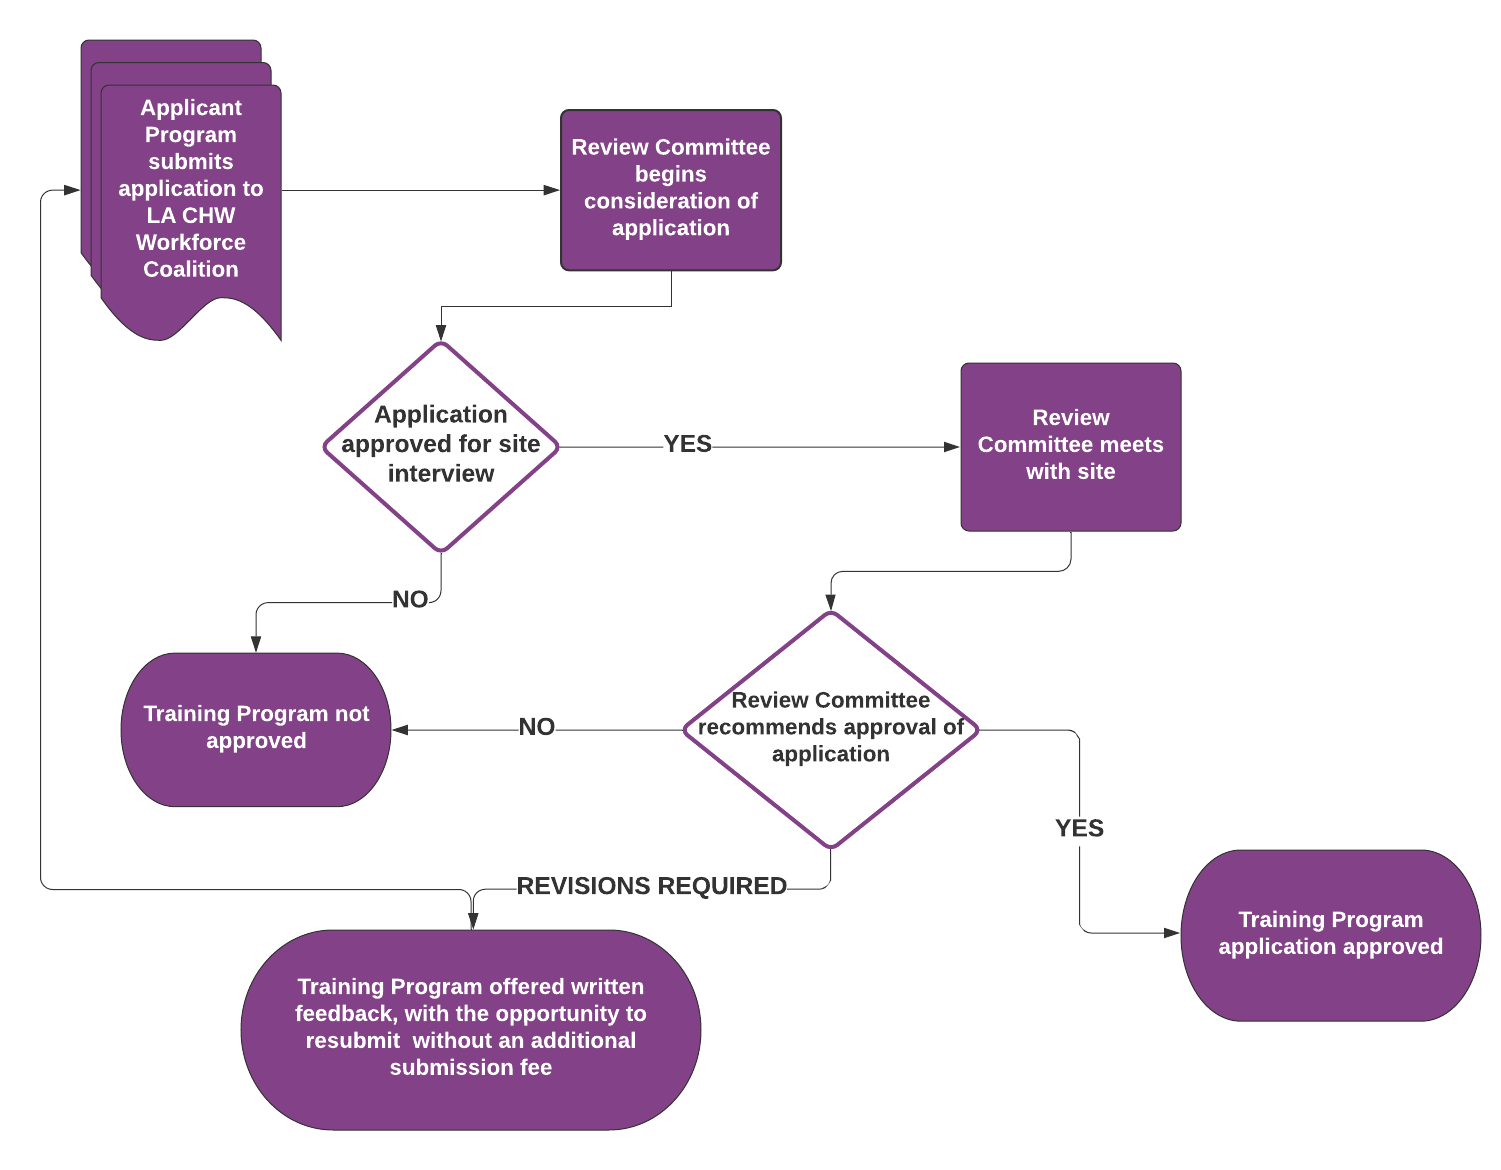 Applicant
Program
submits
application to
LA CHW
Workforce
Coalition
Review Committee
begins
consideration of
application
Application
approved for site
interview
YES
Review
Committee meets
with site
NO
Training Program not
approved
NO
Review Committee
recommends approval of
application
YES
REVISIONS REQUIRED
Training Program
application approved
Training Program offered written
feedback, with the opportunity to
resubmit  without an additional
submission fee